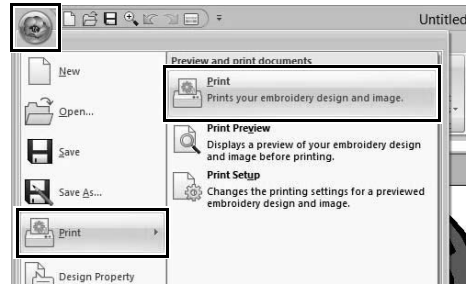 Untitled
New
Open...
Save
Save As...
Print
Design Property
Preview and print documents
Print
Prints your embroidery design and image.
Print Preview
Displays a preview of your embroidery design
and image before printing.
Print Setup
Changes the printing settings for a previewed
embroidery design and image.